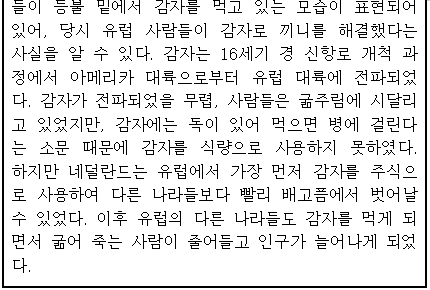 들이 등불 밑에서 감자를 먹고 있는 모습이 표현되어
있어, 당시 유럽 사람들이 감자로 끼니를 해결했다는
사실을 알 수 있다. 감자는 16세기 경 신항로 개척 과
정에서 아메리카 대륙으로부터 유럽 대륙에 전파되었
다. 감자가 전파되었을 무렵, 사람들은 굶주림에 시달리
고 있었지만, 감자에는 독이 있어 먹으면 병에 걸린다
는 소문 때문에 감자를 식량으로 사용하지 못하였다.
하지만 네덜란드는 유럽에서 가장 먼저 감자를 주식으
로 사용하여 다른 나라들보다 빨리 배고픔에서 벗어날
수 있었다. 이후 유럽의 다른 나라들도 감자를 먹게 되
면서 굶어 죽는 사람이 줄어들고 인구가 늘어나게 되었
다.